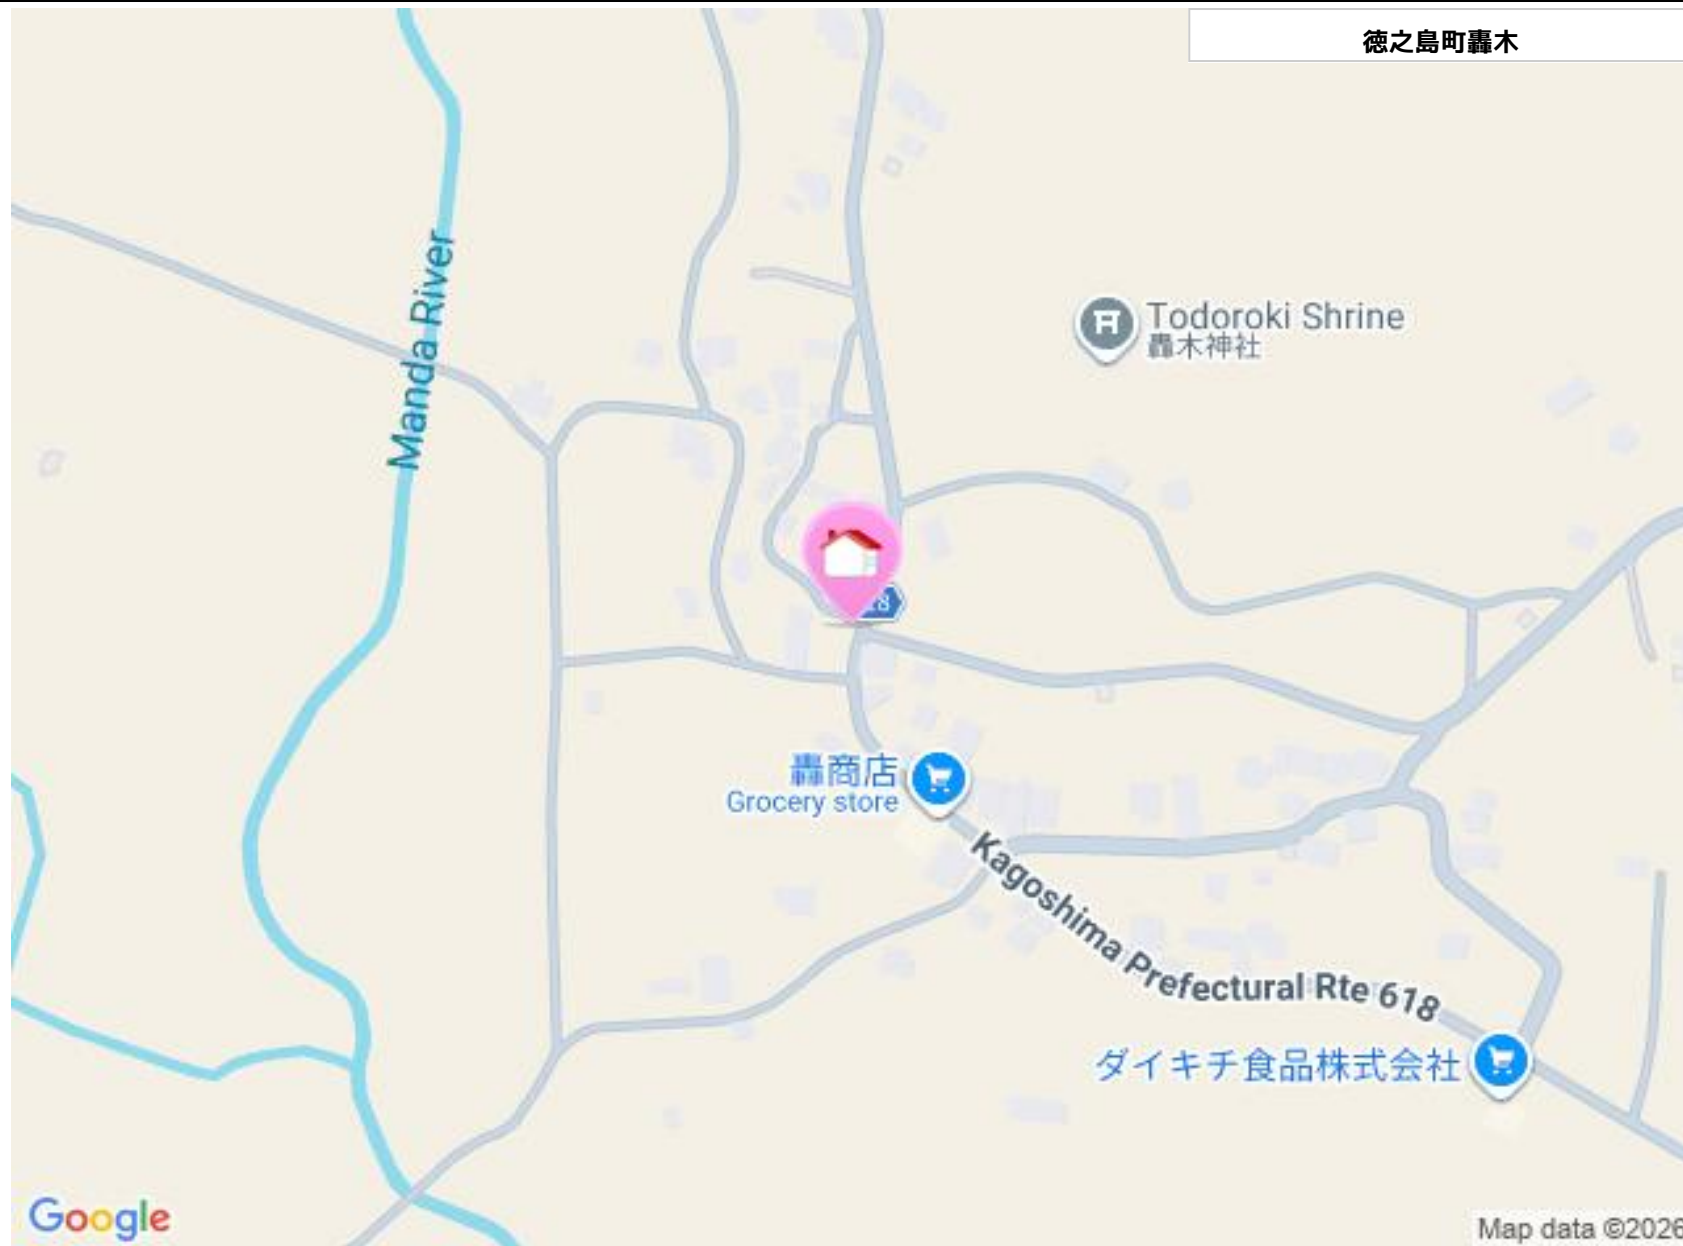 徳之島町轟木
Manda River
Todoroki Shrine
轟木神社
轟商店
Grocery store
Kagoshima Prefectural Rte 618
ダイキチ食品株式会社
Google
Map data ©2026